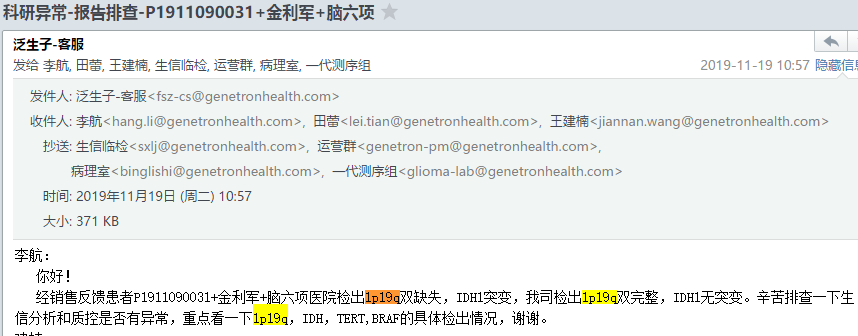 科研异常-报告排查-P1911090031+金利军+脑六项
泛生子-客服
发给 李航, 田蕾, 王建楠, 生信临检, 运营群, 病理室, 一代测序组 2019-11-19 10:57 隐藏信息
发件人: 泛生子-客服<fsz-cs@genetronhealth.com>
收件人: 李航<hang.li@genetronhealth.com>, 田蕾<lei.tian@genetronhealth.com>, 王建楠<jiannan.wang@genetronhealth.com>
抄送: 生信临检<sxlj@genetronhealth.com>, 运营群<genetron-pm@genetronhealth.com>,
病理室<binglishi@genetronhealth.com>, 一代测序组<glioma-lab@genetronhealth.com>
时间: 2019年11月19日 (周二) 10:57
大小: 371 KB
李航:
你好!
经销售反馈患者P1911090031+金利军+脑六项医院检出1p19q双缺失, IDH1突变, 我司检出1p19q双完整, IDH1无突变。辛苦排查一下生
信分析和质控是否有异常, 重点看一下1p19q, IDH, TERT,BRAF的具体检出情况, 谢谢。